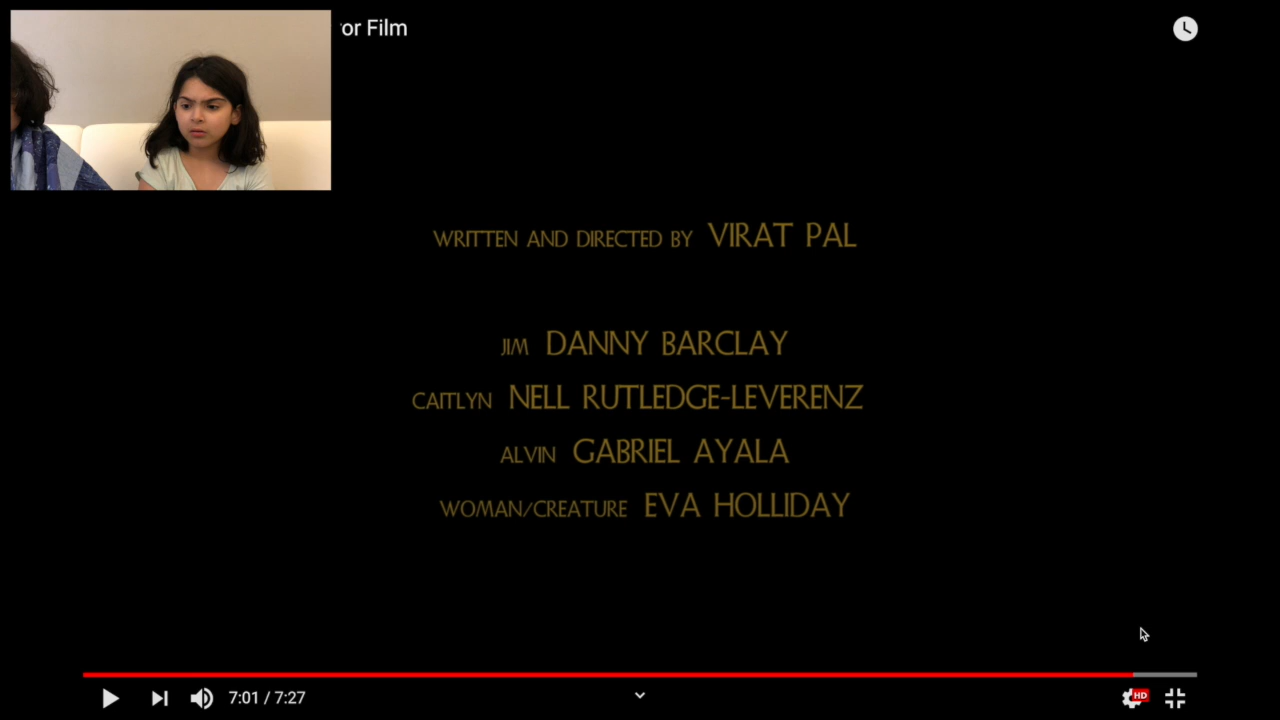 or Film
WRITTEN AND DIRECTED BY VIRAT PAL
JIM DANNY BARCLAY
CAITLYN NELL RUTLEDGE-LEVERENZ
ALVIN GABRIEL AYALA
WOMAN/CREATURE EVA HOLLIDAY
7:01 / 7:27
HD